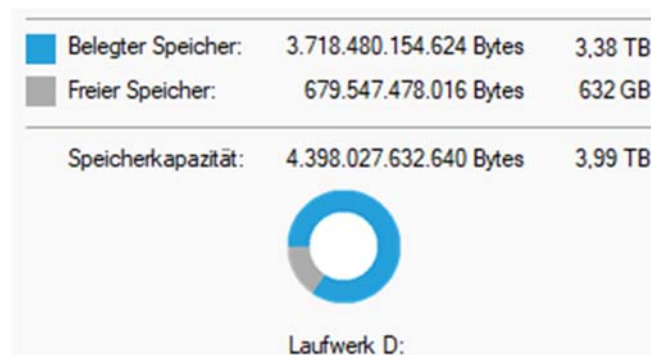 Belegter Speicher: 3.718.480.154.624 Bytes 3,38 TB
Freier Speicher: 679.547.478.016 Bytes 632 GB
Speicherkapazität: 4.398.027.632.640 Bytes 3,99 TB
Laufwerk D: